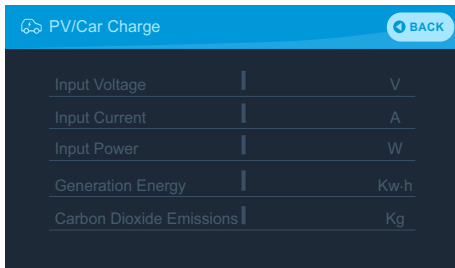 PV/Car Charge
BACK
Input Voltage V
Input Current A
Input Power W
Generation Energy Kw·h
Carbon Dioxide Emissions Kg